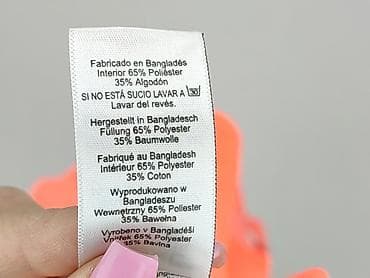 Fabricado en Bangladés
Interior 65% Poliéster
35% Algodón
SI NO ESTÁ SUCIO LAVAR A
Lavar del revés.
Hergestellt in Bangladesch
Füllung 65% Polyester
35% Baumwolle
Fabriqué au Bangladesh
Intérieur 65% Polyester
35% Coton
Wyprodukowano w
Bangladeszu
Wewnętrzny 65% Polyester
35% Bawełna
Vyrobeno v Bangladéši
Vnitřek 65% Polyester
35% Bavlna